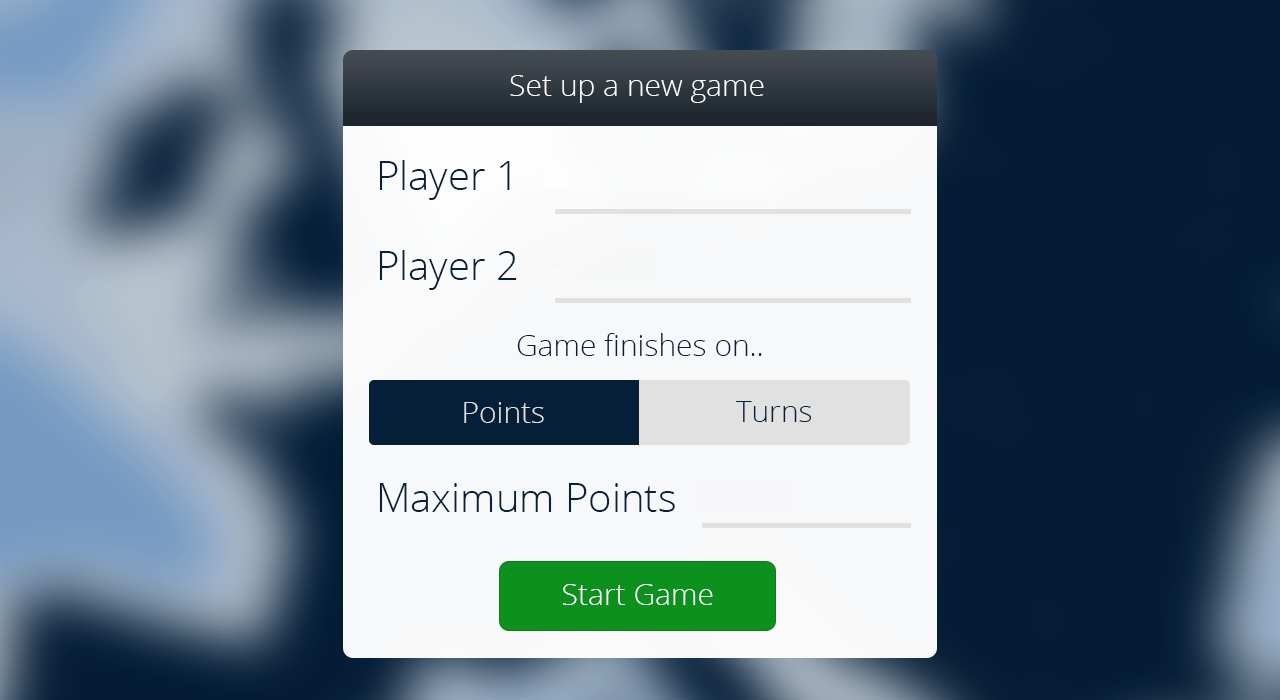 Set up a new game
Player 1
Player 2
Game finishes on..
Points Turns
Maximum Points
Start Game